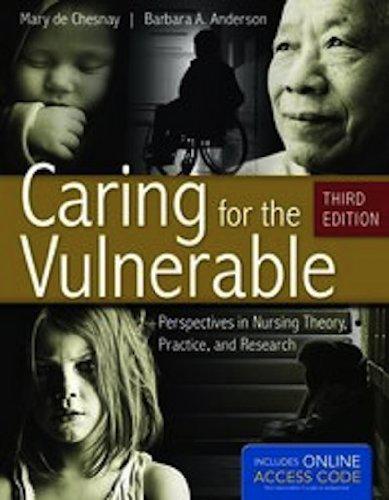 Mary de Chesnay | Barbara A. Anderson
Caring for the
Vulnerable
THIRD
EDITION
Perspectives in Nursing Theory,
Practice, and Research
INCLUDES ONLINE
ACCESS CODE